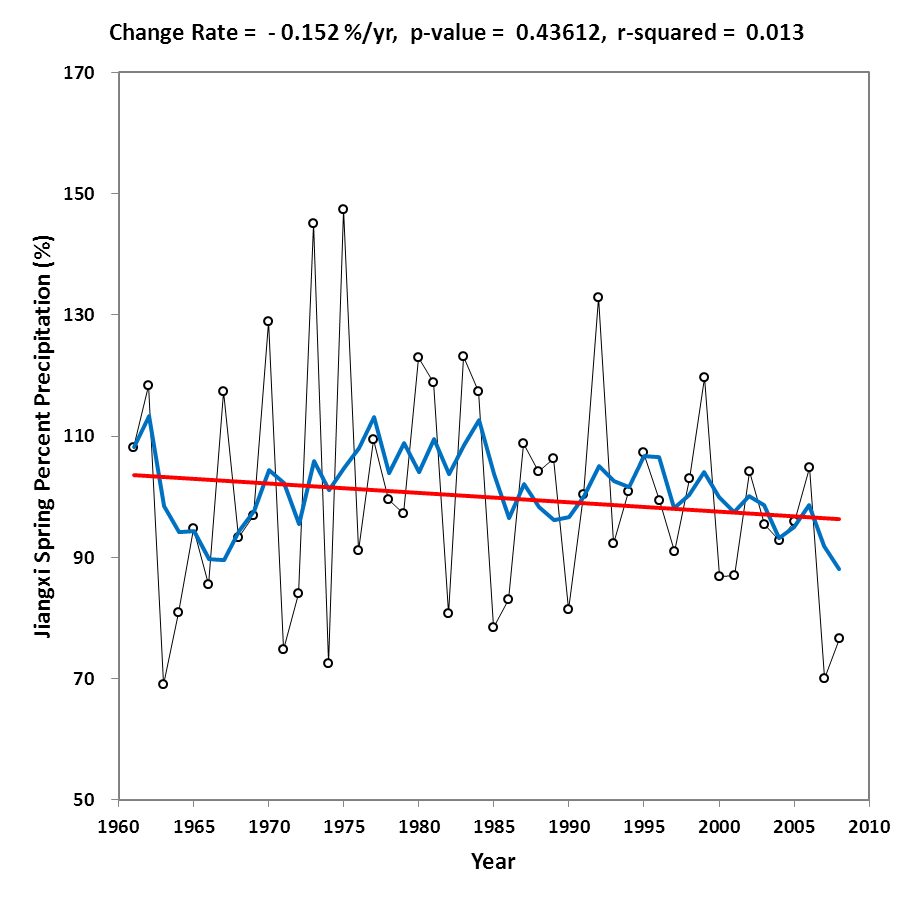 Change Rate = - 0.152 %/yr, p-value = 0.43612, r-squared = 0.013
170
150
130
110
90
70
50
Jiangxi Spring Percent Precipitation (%)
1960 1965 1970 1975 1980 1985 1990 1995 2000 2005 2010
Year